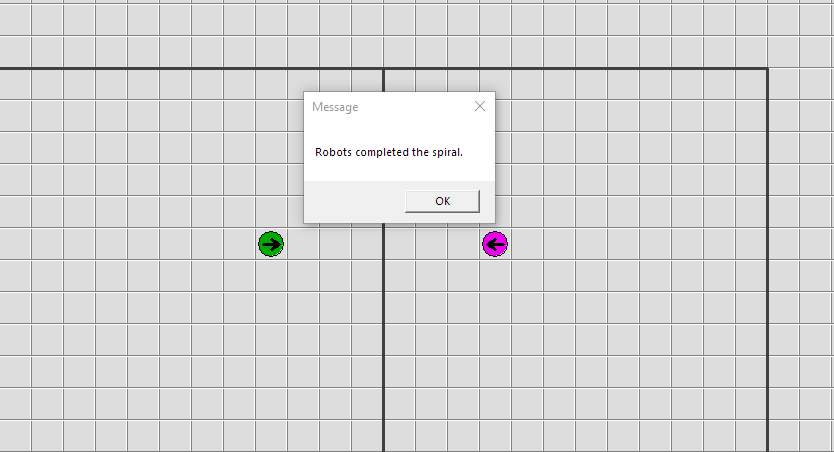 Message
Robots completed the spiral.
OK